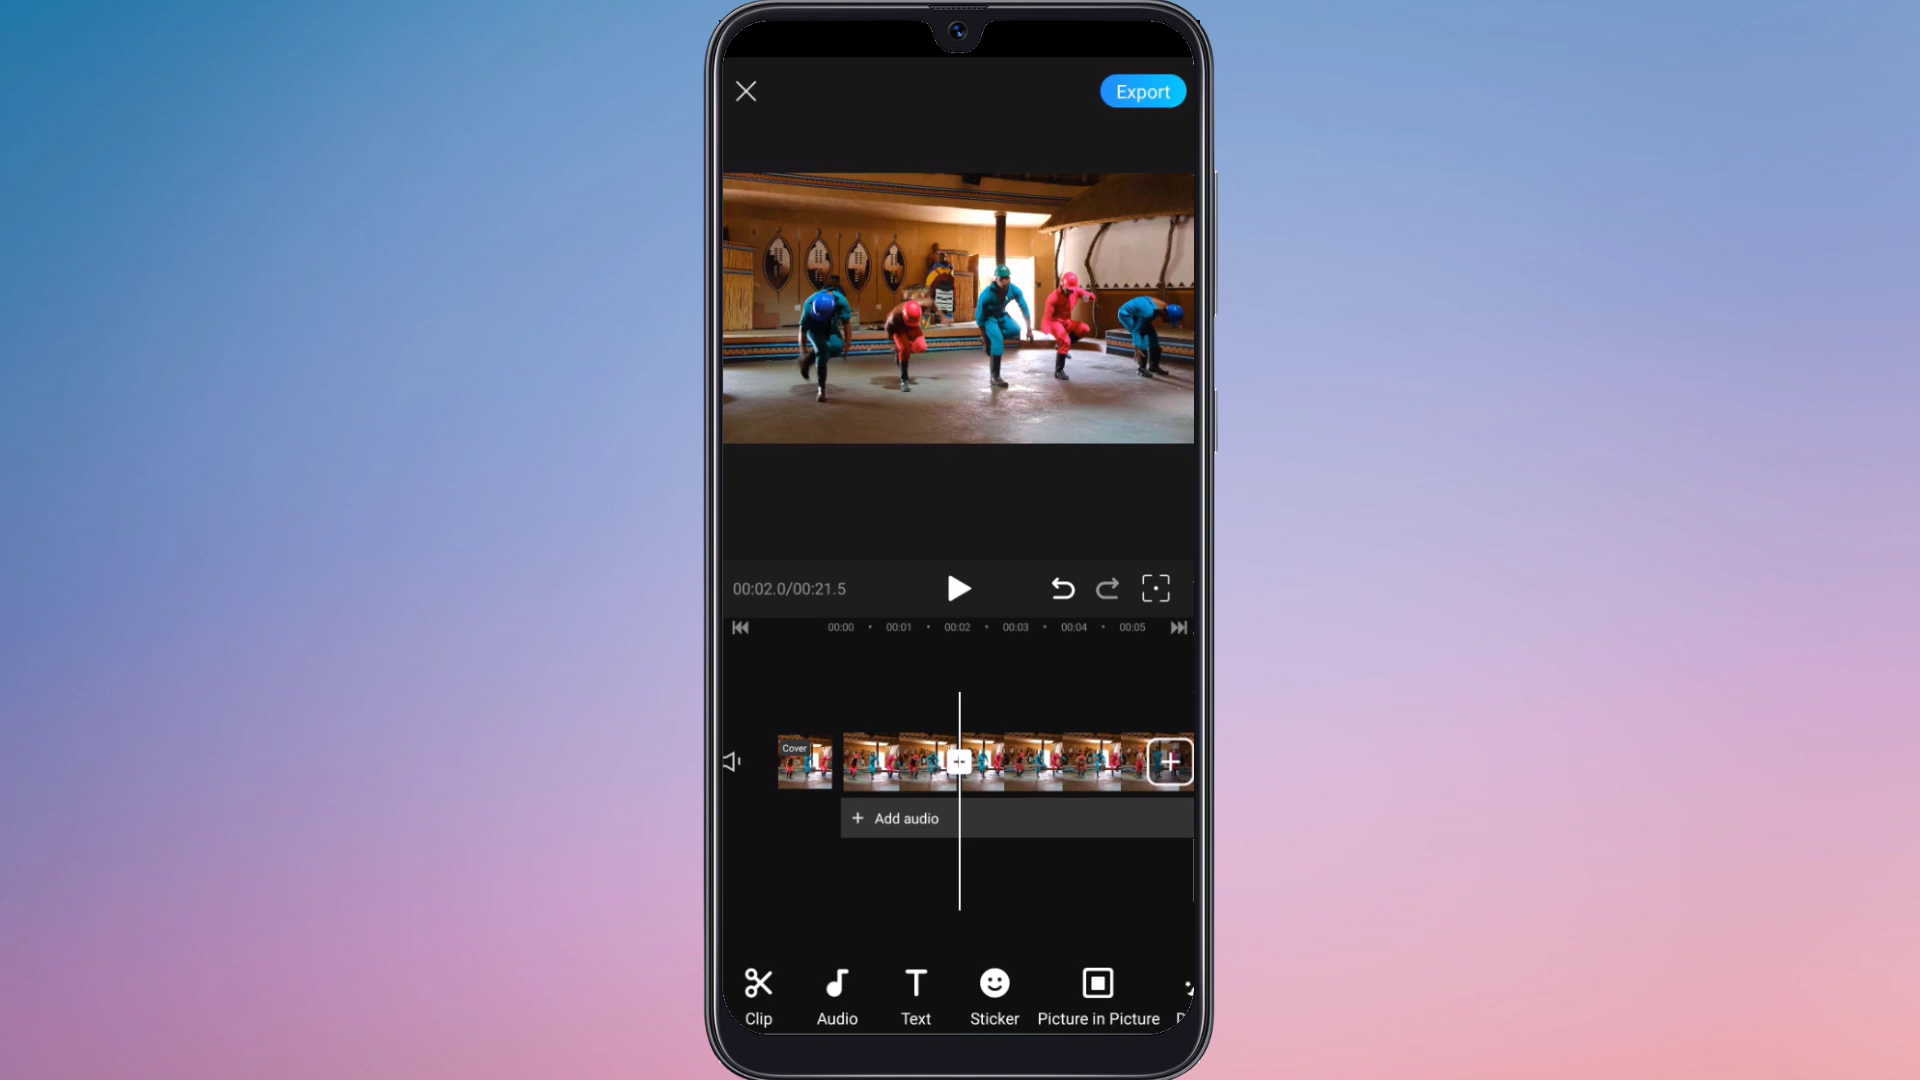 Export
00:02.0/00:21.5
00:00 • 00:01 • 00:02 • 00:03 • 00:04 • 00:05
Cover
+ Add audio
Clip Audio Text Sticker Picture in Picture